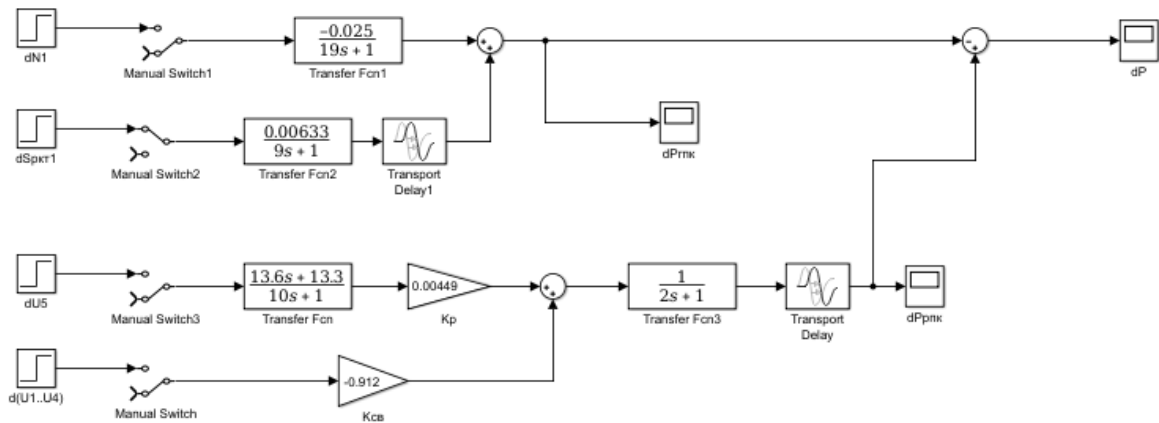 dN1
Manual Switch1
-0.025
19s + 1
Transfer Fcn1
+
+
-
+
dP
dSркт1
Manual Switch2
0.00633
9s + 1
Transfer Fcn2
Transport
Delay1
dPгпк
dU5
Manual Switch3
13.6s + 13.3
10s + 1
Transfer Fcn
0.00449
Kp
+
+
1
2s + 1
Transfer Fcn3
Transport
Delay
dPрпк
d(U1..U4)
Manual Switch
-0.912
Ксв